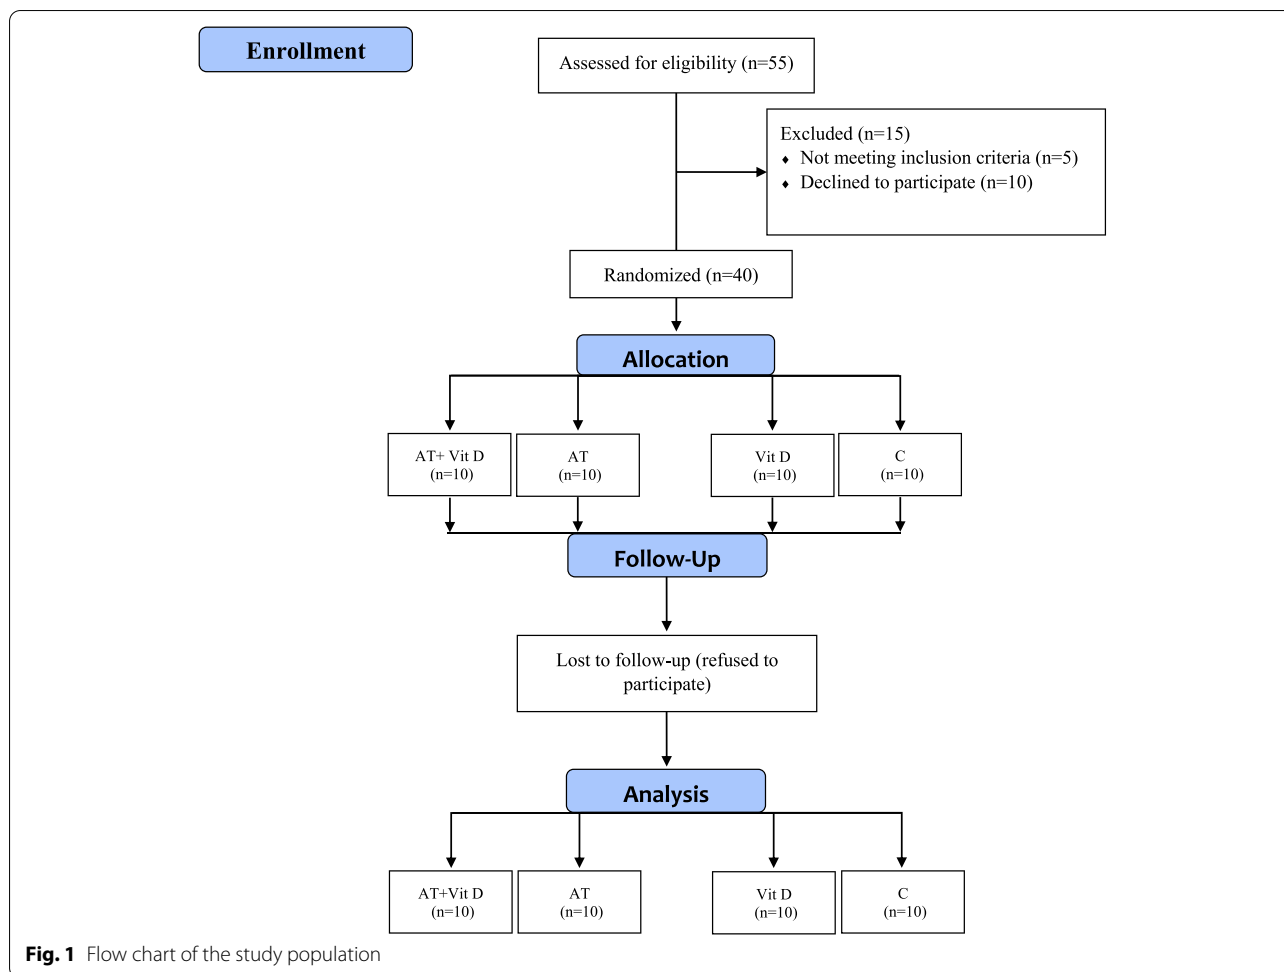 Enrollment
Assessed for eligibility (n=55)
Excluded (n=15)
♦ Not meeting inclusion criteria (n=5)
♦ Declined to participate (n=10)
Randomized (n=40)
Allocation
AT+ Vit D
(n=10)
AT
(n=10)
Vit D
(n=10)
C
(n=10)
Follow-Up
Lost to follow-up (refused to
participate)
Analysis
AT+Vit D
(n=10)
AT
(n=10)
Vit D
(n=10)
C
(n=10)
Fig. 1 Flow chart of the study population